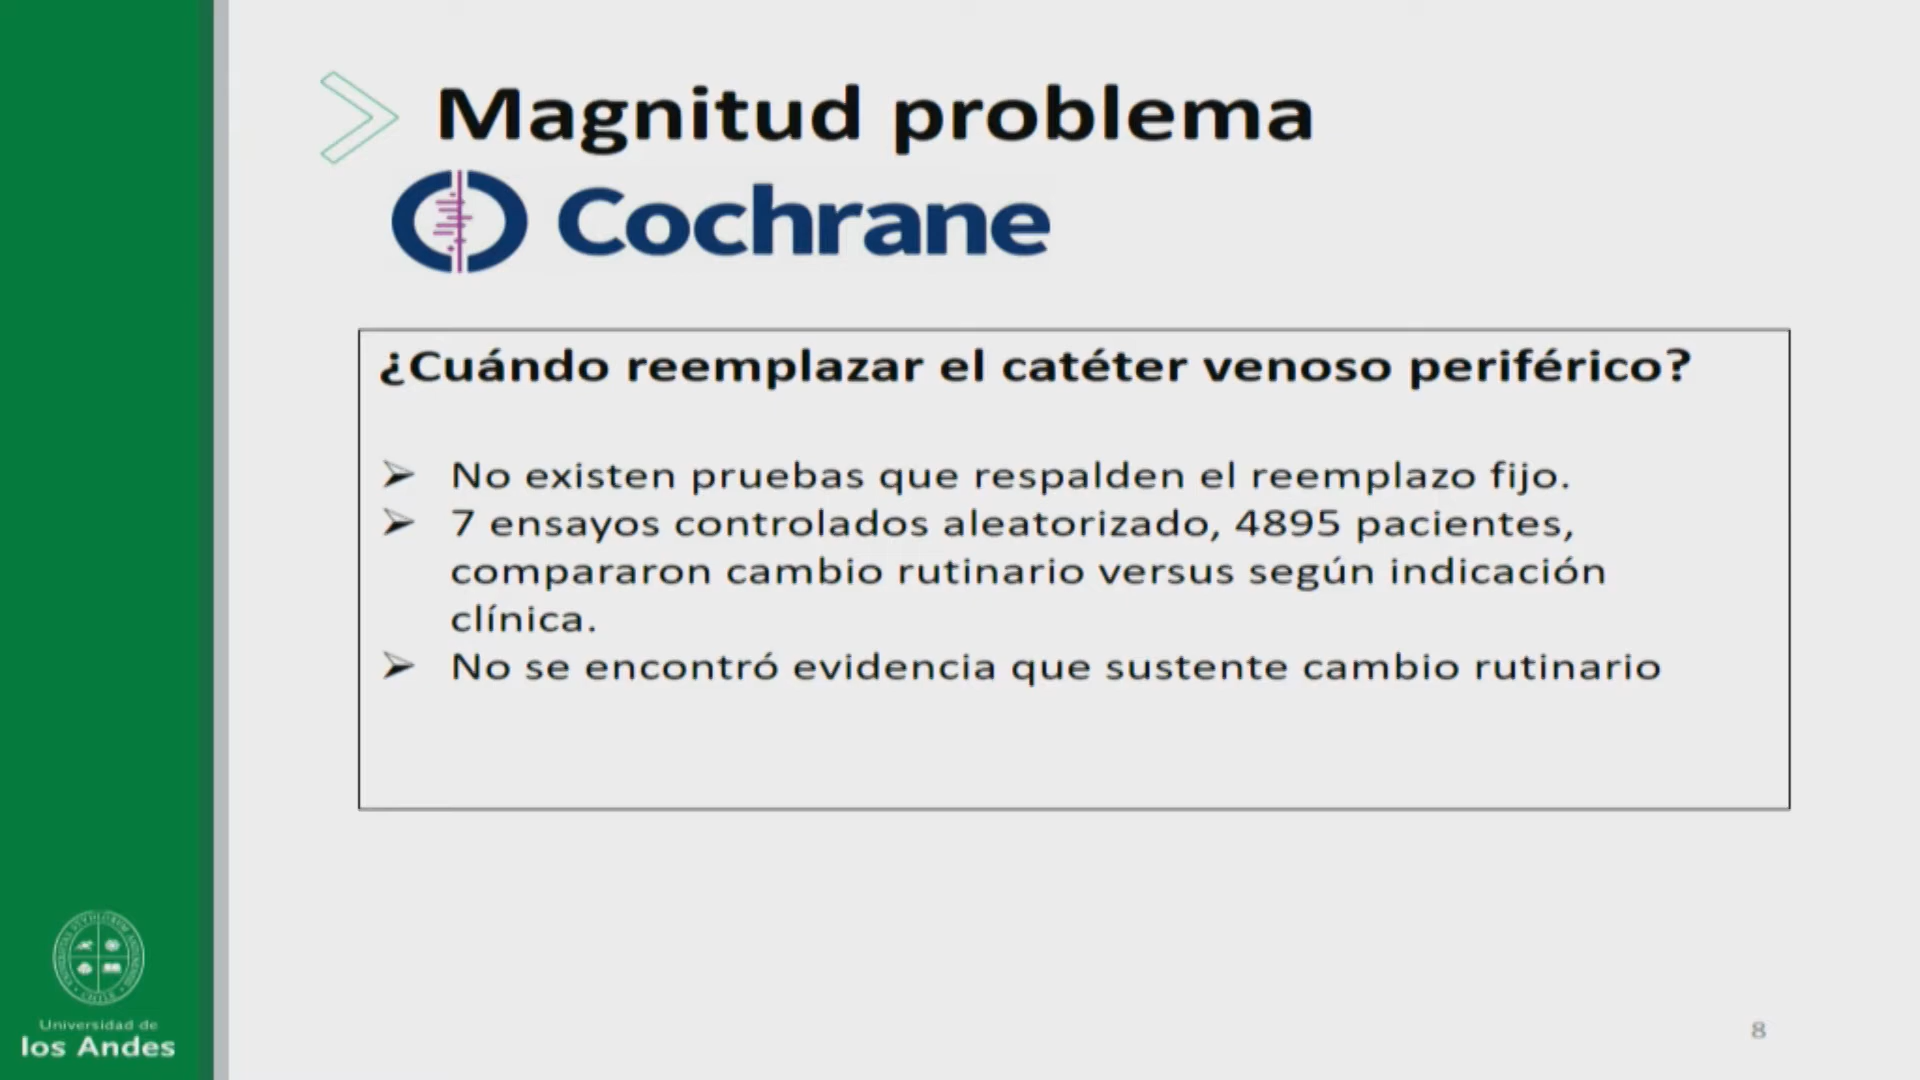 Magnitud problema
Cochrane
¿Cuándo reemplazar el catéter venoso periférico?
No existen pruebas que respalden el reemplazo fijo.
7 ensayos controlados aleatorizado, 4895 pacientes,
compararon cambio rutinario versus según indicación
clínica.
No se encontró evidencia que sustente cambio rutinario
CHILE
Universidad de
los Andes
8